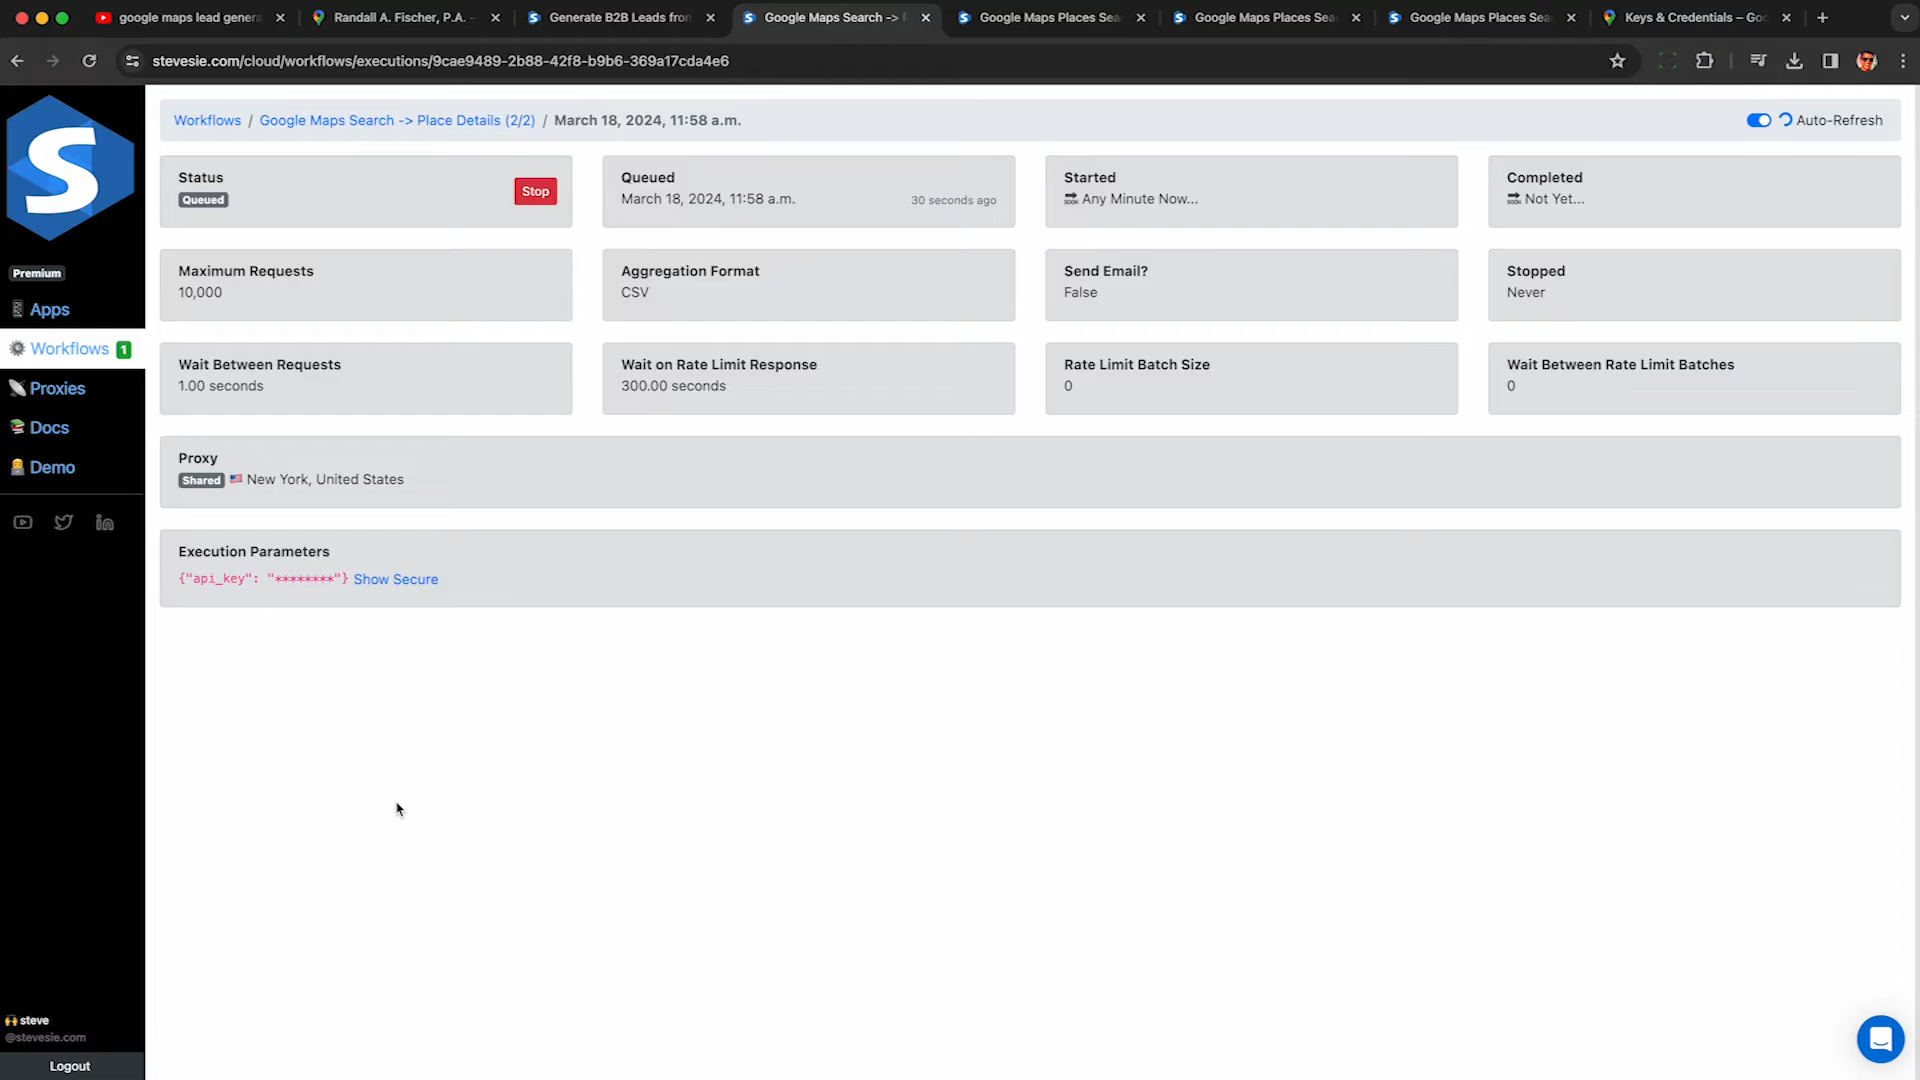 google maps lead genera
Randall A. Fischer, P.A. -
Generate B2B Leads from
Google Maps Search -> P
Google Maps Places Sea
Google Maps Places Sea
Google Maps Places Sea
Keys & Credentials – Goo
stevesie.com/cloud/workflows/executions/9cae9489-2b88-42f8-b9b6-369a17cda4e6
S
Premium
Apps
Workflows 1
Proxies
Docs
Demo
steve
@stevesie.com
Logout
Workflows / Google Maps Search -> Place Details (2/2) / March 18, 2024, 11:58 a.m.
Auto-Refresh
Status
Queued
Stop
Queued
March 18, 2024, 11:58 a.m.
30 seconds ago
Started
SOON Any Minute Now...
Completed
SOON Not Yet...
Maximum Requests
10,000
Aggregation Format
CSV
Send Email?
False
Stopped
Never
Wait Between Requests
1.00 seconds
Wait on Rate Limit Response
300.00 seconds
Rate Limit Batch Size
0
Wait Between Rate Limit Batches
0
Proxy
Shared New York, United States
Execution Parameters
{"api_key": "********"} Show Secure